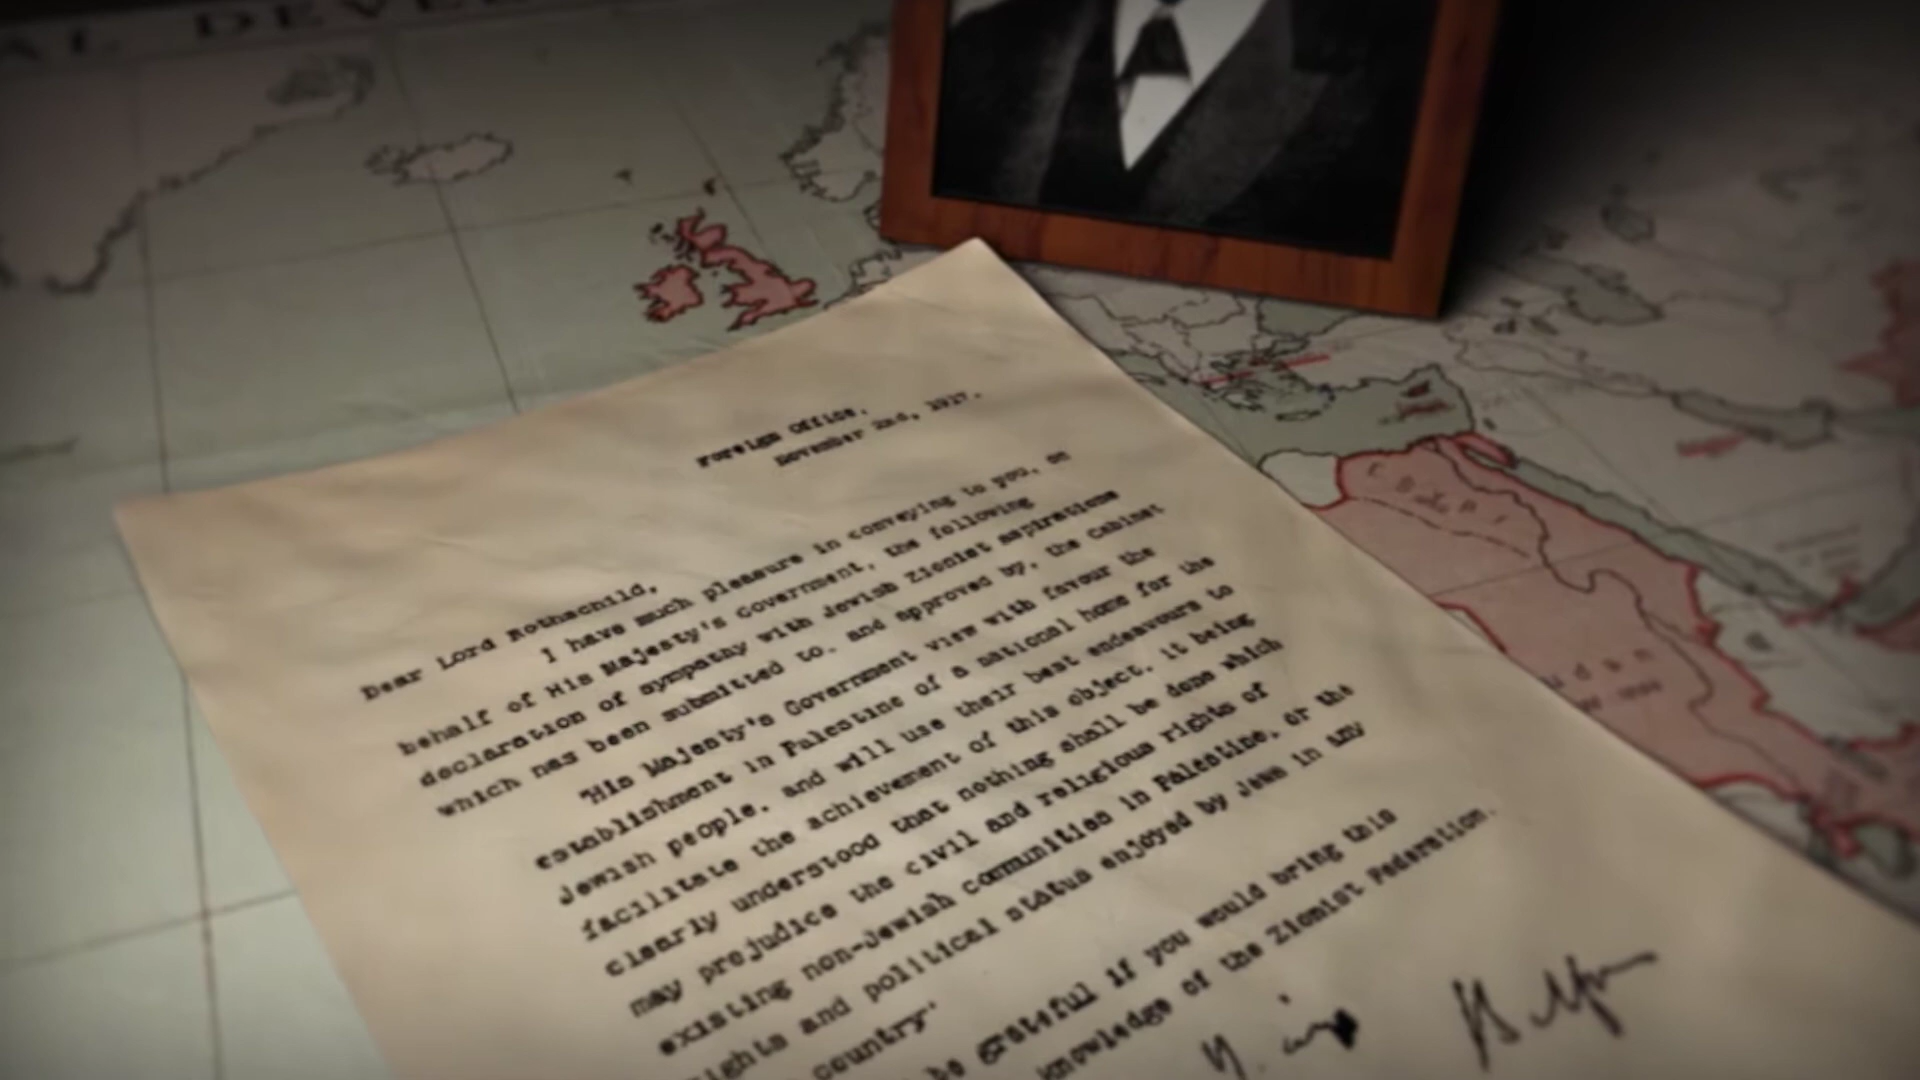 AL DEVE
Foreign Office,
November 2nd, 1917.
Dear Lord Rothschild,
I have much pleasure in conveying to you, on
behalf of His Majesty's Government, the following
declaration of sympathy with Jewish Zionist aspirations
which has been submitted to, and approved by, the Cabinet
"His Majesty's Government view with favour the
establishment in Palestine of a national home for the
Jewish people, and will use their best endeavours to
facilitate the achievement of this object, it being
clearly understood that nothing shall be done which
may prejudice the civil and religious rights of
existing non-Jewish communities in Palestine, or the
rights and political status enjoyed by Jews in any
country"
be grateful if you would bring this
knowledge of the Zionist Federation.
udan